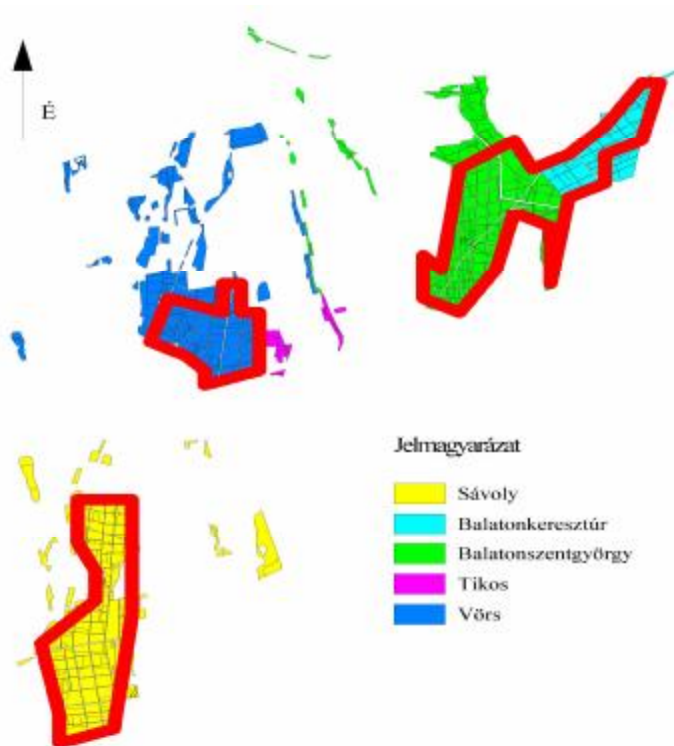 É
Jelmagyarázat
Sávoly
Balatonkeresztúr
Balatonszentgyörgy
Tikos
Vörs